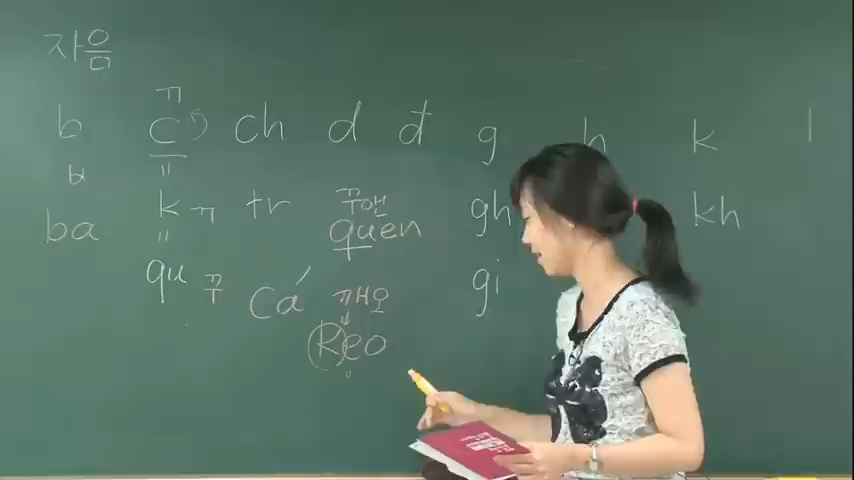 자음
ㄲ
b c ch d đ g h k l
ㅂ "
k ㄲ tr 꾸앤 gh kh
ba quen
"
qu 꾸 Cá 깨오 gi
↓
Keo